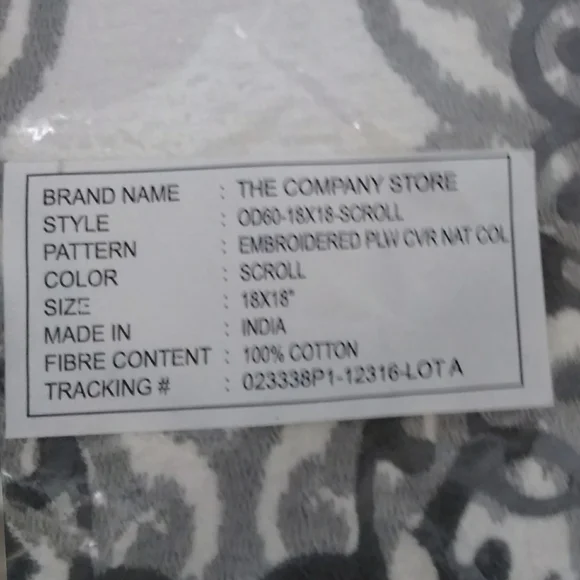 BRAND NAME : THE COMPANY STORE
STYLE : OD60-18X18-SCROLL
PATTERN : EMBROIDERED PLW CVR NAT COL
COLOR : SCROLL
SIZE : 18X18"
MADE IN : INDIA
FIBRE CONTENT : 100% COTTON
TRACKING # : 023338P1-12316-LOT A